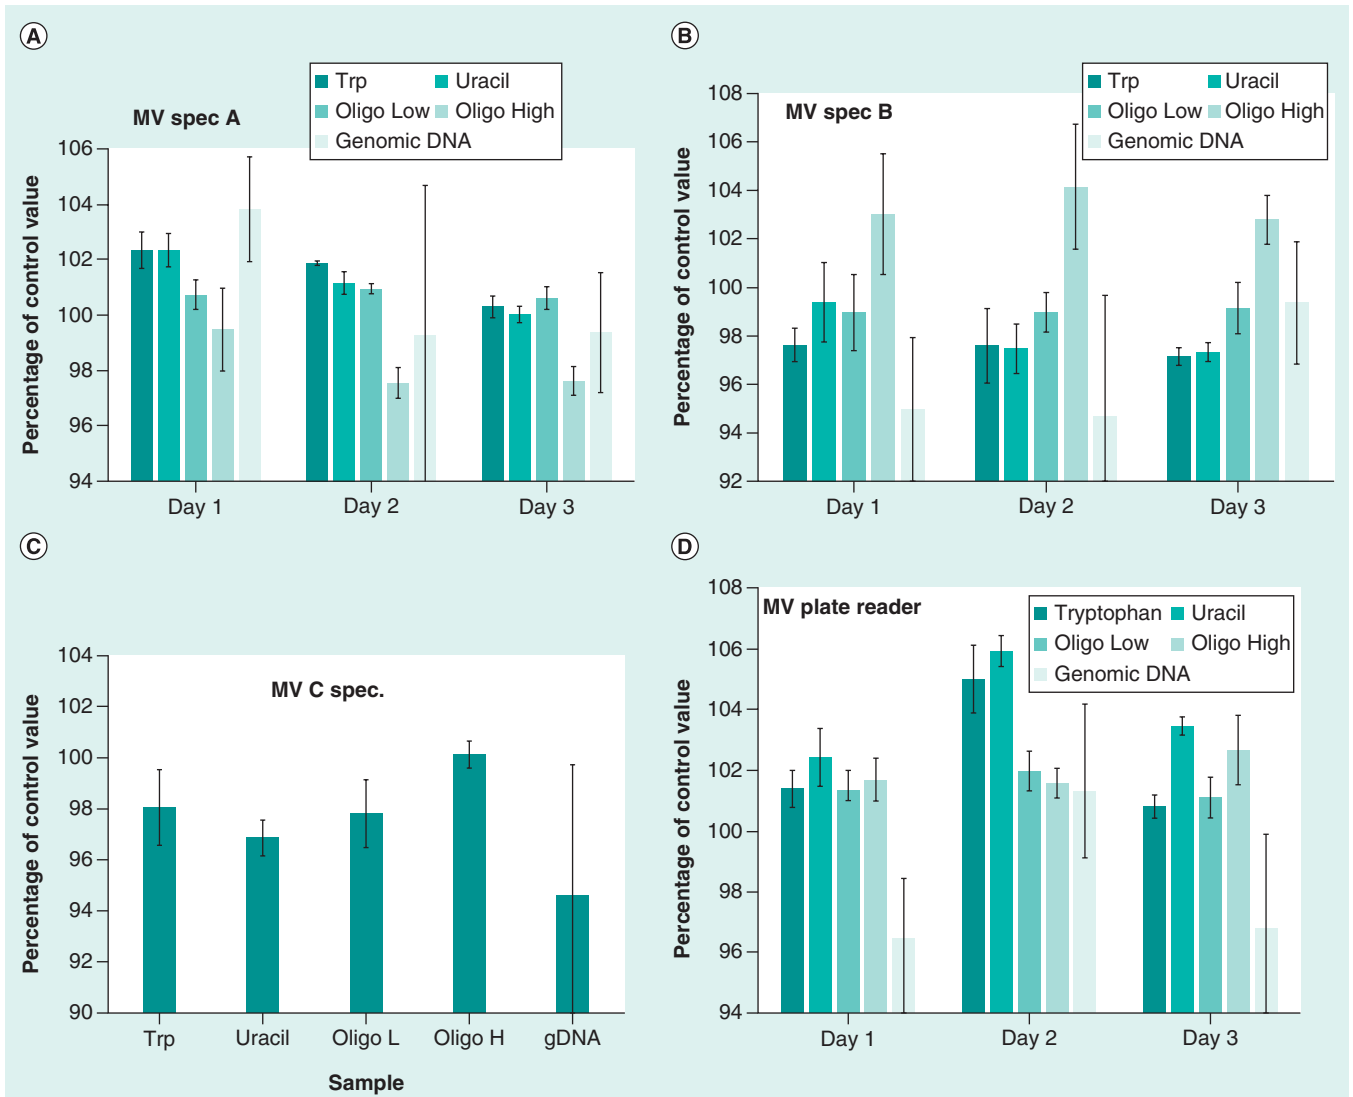 A
MV spec A
Trp
Uracil
Oligo Low
Oligo High
Genomic DNA
Percentage of control value
106
104
102
100
98
96
94
Day 1
Day 2
Day 3
B
MV spec B
Trp
Uracil
Oligo Low
Oligo High
Genomic DNA
Percentage of control value
108
106
104
102
100
98
96
94
92
Day 1
Day 2
Day 3
C
MV C spec.
Percentage of control value
104
102
100
98
96
94
92
90
Trp
Uracil
Oligo L
Oligo H
gDNA
Sample
D
MV plate reader
Tryptophan
Uracil
Oligo Low
Oligo High
Genomic DNA
Percentage of control value
108
106
104
102
100
98
96
94
Day 1
Day 2
Day 3